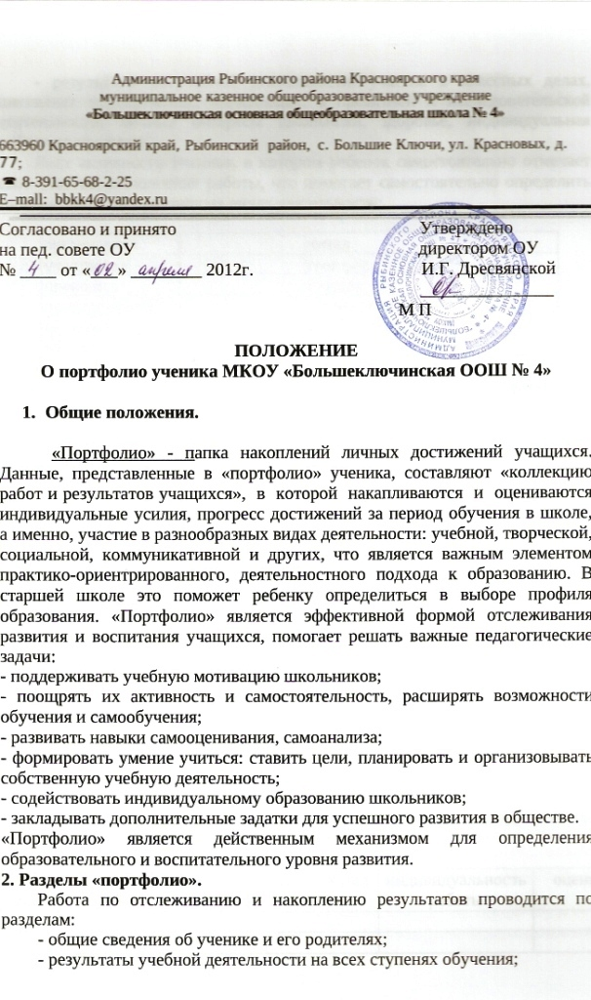 Администрация Рыбинского района Красноярского края
муниципальное казенное общеобразовательное учреждение
«Большеключинская основная общеобразовательная школа № 4»
663960 Красноярский край, Рыбинский район, с. Большие Ключи, ул. Красновых, д.
77;
☎ 8-391-65-68-2-25
E–mall: bbkk4@yandex.ru
Согласовано и принято Утверждено
на пед. совете ОУ директором ОУ
№ 4 от «02» апреля 2012г. И.Г. Дресвянской
М П
ПОЛОЖЕНИЕ
О портфолио ученика МКОУ «Большеключинская ООШ № 4»
1. Общие положения.
«Портфолио» - папка накоплений личных достижений учащихся.
Данные, представленные в «портфолио» ученика, составляют «коллекцию
работ и результатов учащихся», в которой накапливаются и оцениваются
индивидуальные усилия, прогресс достижений за период обучения в школе,
а именно, участие в разнообразных видах деятельности: учебной, творческой,
социальной, коммуникативной и других, что является важным элементом
практико-ориентрированного, деятельностного подхода к образованию. В
старшей школе это поможет ребенку определиться в выборе профиля
образования. «Портфолио» является эффективной формой отслеживания
развития и воспитания учащихся, помогает решать важные педагогические
задачи:
- поддерживать учебную мотивацию школьников;
- поощрять их активность и самостоятельность, расширять возможности
обучения и самообучения;
- развивать навыки самооценивания, самоанализа;
- формировать умение учиться: ставить цели, планировать и организовывать
собственную учебную деятельность;
- содействовать индивидуальному образованию школьников;
- закладывать дополнительные задатки для успешного развития в обществе.
«Портфолио» является действенным механизмом для определения
образовательного и воспитательного уровня развития.
2. Разделы «портфолио».
Работа по отслеживанию и накоплению результатов проводится по
разделам:
- общие сведения об ученике и его родителях;
- результаты учебной деятельности на всех ступенях обучения;